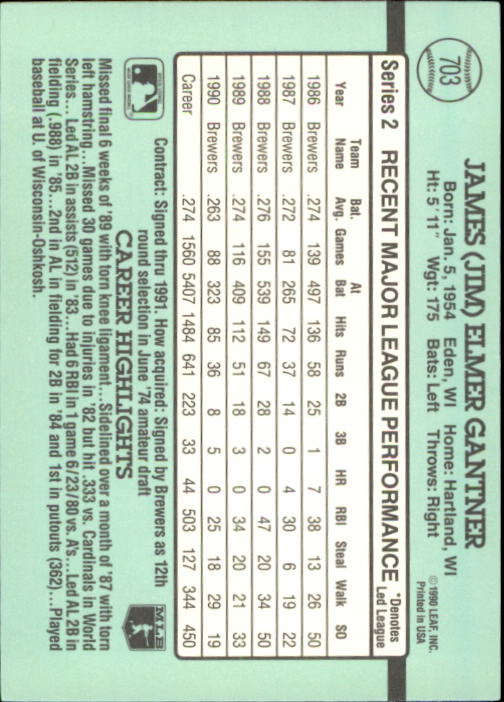 703
JAMES (JIM) ELMER GANTNER
Born: Jan. 5, 1954 Eden, WI Home: Hartland, WI
Ht: 5' 11" Wgt: 175 Bats: Left Throws: Right
©1990 LEAF, INC.
Printed in USA
Series 2 RECENT MAJOR LEAGUE PERFORMANCE *Denotes Led League
Year Team Name Bat. Avg. Games At Bat Hits Runs 2B 3B HR RBI Steal Walk SO
1986 Brewers .274 139 497 136 58 25 1 7 38 13 26 50
1987 Brewers .272 81 265 72 37 14 0 4 30 6 19 22
1988 Brewers .276 155 539 149 67 28 2 0 47 20 34 50
1989 Brewers .274 116 409 112 51 18 3 0 34 20 21 33
1990 Brewers .263 88 323 85 36 8 5 0 25 18 29 19
Career .274 1560 5407 1484 641 223 33 44 503 127 344 450
Contract: Signed thru 1991. How acquired: Signed by Brewers as 12th
round selection in June '74 amateur draft
CAREER HIGHLIGHTS
MLB
Missed final 6 weeks of '89 with torn knee ligament...Sidelined over a month of '87 with torn
left hamstring...Missed 30 games due to injuries in '82 but hit .333 vs. Cardinals in World
Series...Led AL 2B in assists (512) in '83...Had 6 RBI in 1 game 6/23/80 vs. A's...Led AL 2B in
fielding (.988) in '85...2nd in AL in fielding for 2B in '84 and 1st in putouts (362)...Played
baseball at U. of Wisconsin-Oshkosh.